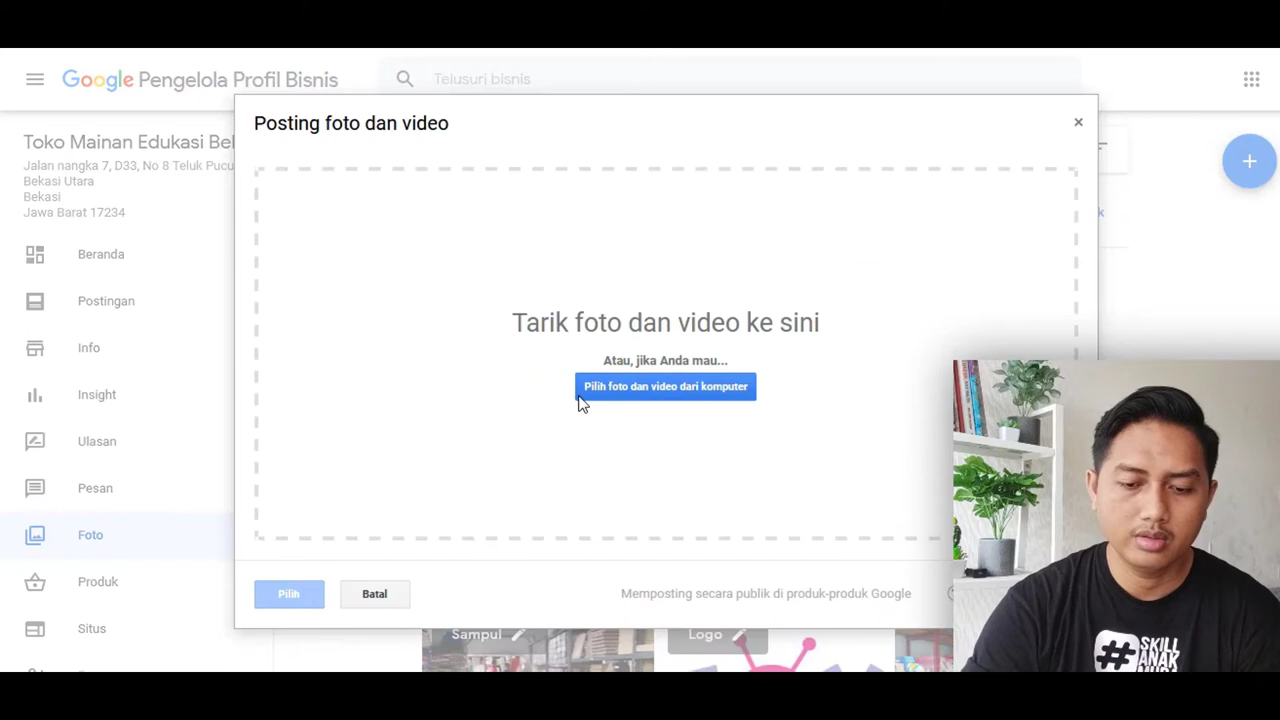 Google Pengelola Profil Bisnis
Telusuri bisnis
Posting foto dan video
×
Toko Mainan Edukasi Bel
Jalan nangka 7, D33, No 8 Teluk Pucu
Bekasi Utara
Bekasi
Jawa Barat 17234
Beranda
Postingan
Info
Insight
Ulasan
Pesan
Foto
Produk
Situs
Tarik foto dan video ke sini
Atau, jika Anda mau...
Pilih foto dan video dari komputer
Pilih
Batal
Memposting secara publik di produk-produk Google
Sampul
Logo
#SKILL
ANAK
MUDA